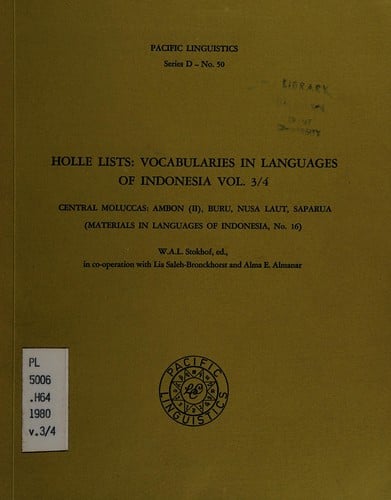 PACIFIC LINGUISTICS
Series D – No. 50
LIBRARY
HOLLE LISTS: VOCABULARIES IN LANGUAGES
OF INDONESIA VOL. 3/4
CENTRAL MOLUCCAS: AMBON (II), BURU, NUSA LAUT, SAPARUA
(MATERIALS IN LANGUAGES OF INDONESIA, No. 16)
W.A.L. Stokhof, ed.,
in co-operation with Lia Saleh-Bronckhorst and Alma E. Almanar
PL
5006
.H64
1980
v.3/4
PACIFIC
LINGUISTICS